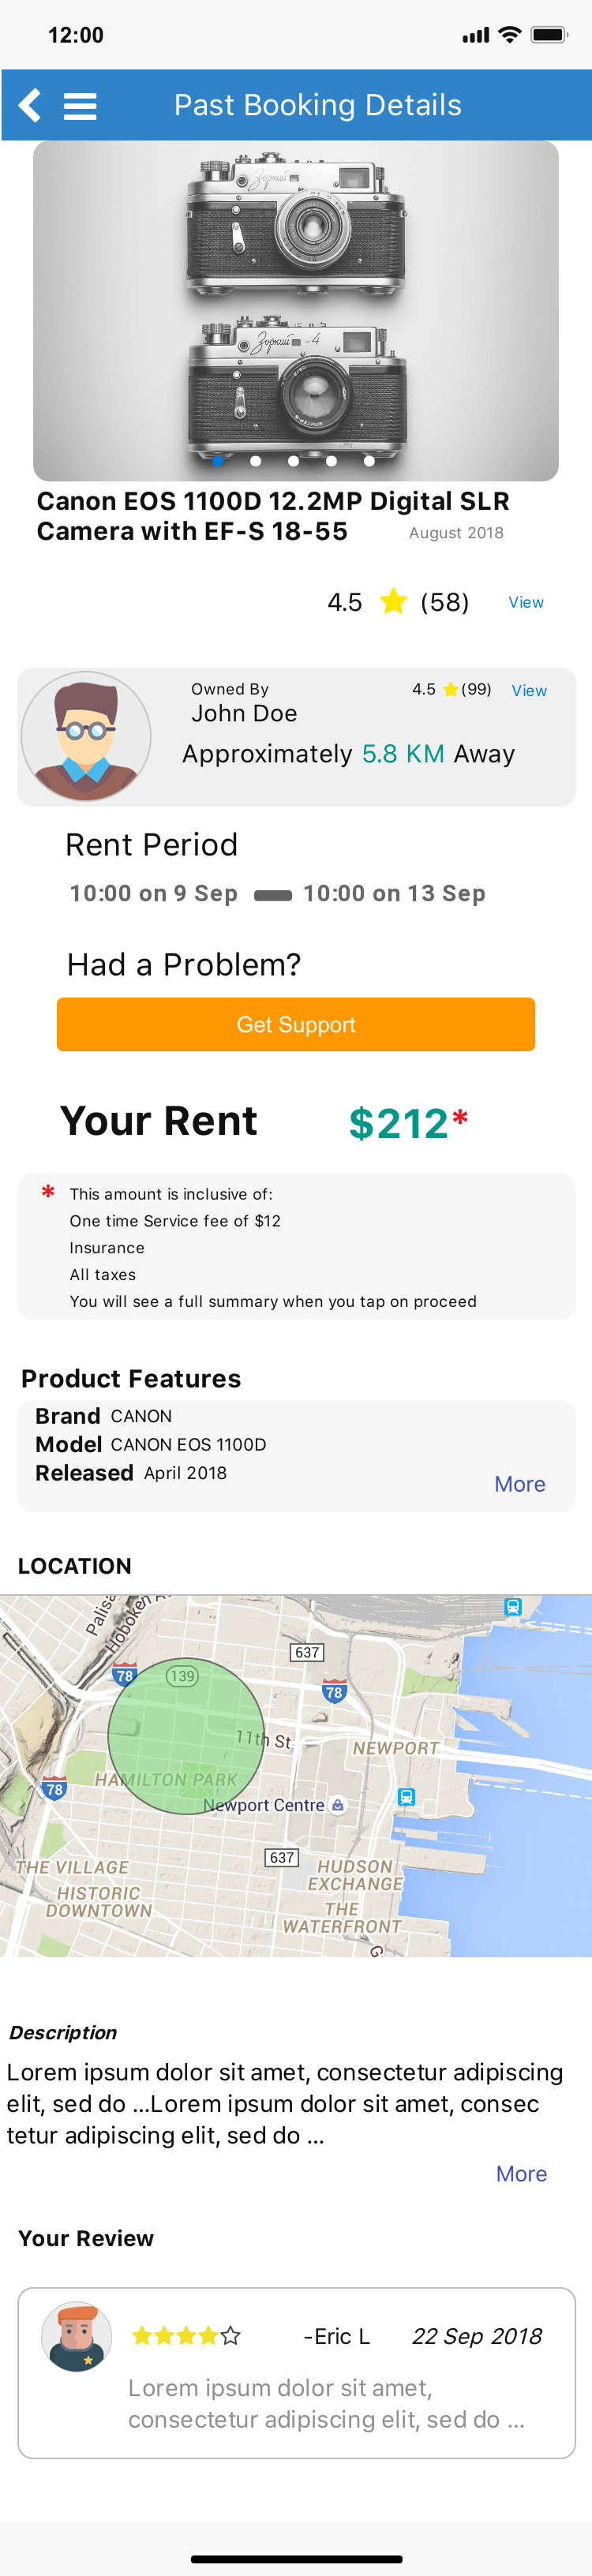 12:00
Past Booking Details
Зоркий
Зоркий - 4
Canon EOS 1100D 12.2MP Digital SLR
Camera with EF-S 18-55
August 2018
4.5 (58) View
Owned By 4.5 (99) View
John Doe
Approximately 5.8 KM Away
Rent Period
10:00 on 9 Sep 10:00 on 13 Sep
Had a Problem?
Get Support
Your Rent $212*
* This amount is inclusive of:
One time Service fee of $12
Insurance
All taxes
You will see a full summary when you tap on proceed
Product Features
Brand CANON
Model CANON EOS 1100D
Released April 2018
More
LOCATION
Palisa
Hoboken A
637
78
139
78
11th St
NEWPORT
78
HAMILTON PARK
Newport Centre
637
THE VILLAGE
HUDSON
EXCHANGE
HISTORIC
DOWNTOWN
THE
WATERFRONT
G
Description
Lorem ipsum dolor sit amet, consectetur adipiscing
elit, sed do ...Lorem ipsum dolor sit amet, consec
tetur adipiscing elit, sed do ...
More
Your Review
-Eric L 22 Sep 2018
Lorem ipsum dolor sit amet,
consectetur adipiscing elit, sed do ...